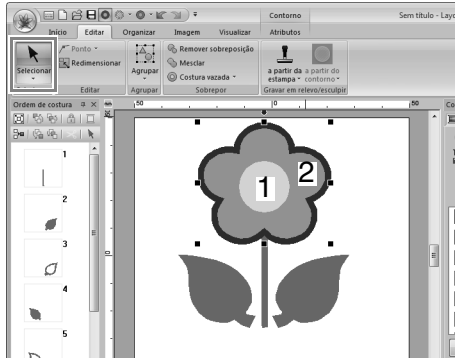 Contorno
Sem título - Layo
Início Editar Organizar Imagem Visualizar Atributos
Selecionar
Ponto
Redimensionar
Agrupar
Remover sobreposição
Mesclar
Costura vazada
a partir da estampa
a partir do contorno
Editar Agrupar Sobrepor Gravar em relevo/esculpir
Ordem de costura
50 0 50
1
2
3
4
5
0
1
2
Co